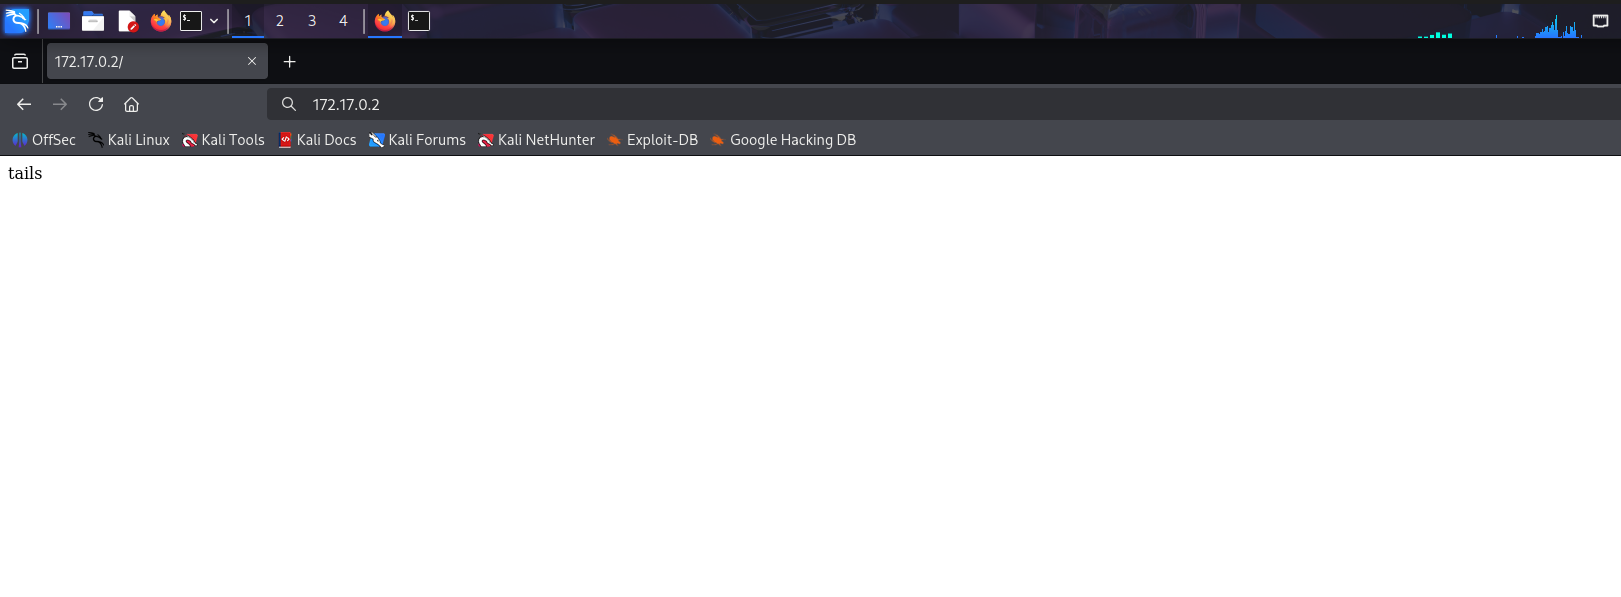 1 2 3 4
172.17.0.2/
172.17.0.2
OffSec Kali Linux Kali Tools Kali Docs Kali Forums Kali NetHunter Exploit-DB Google Hacking DB
tails